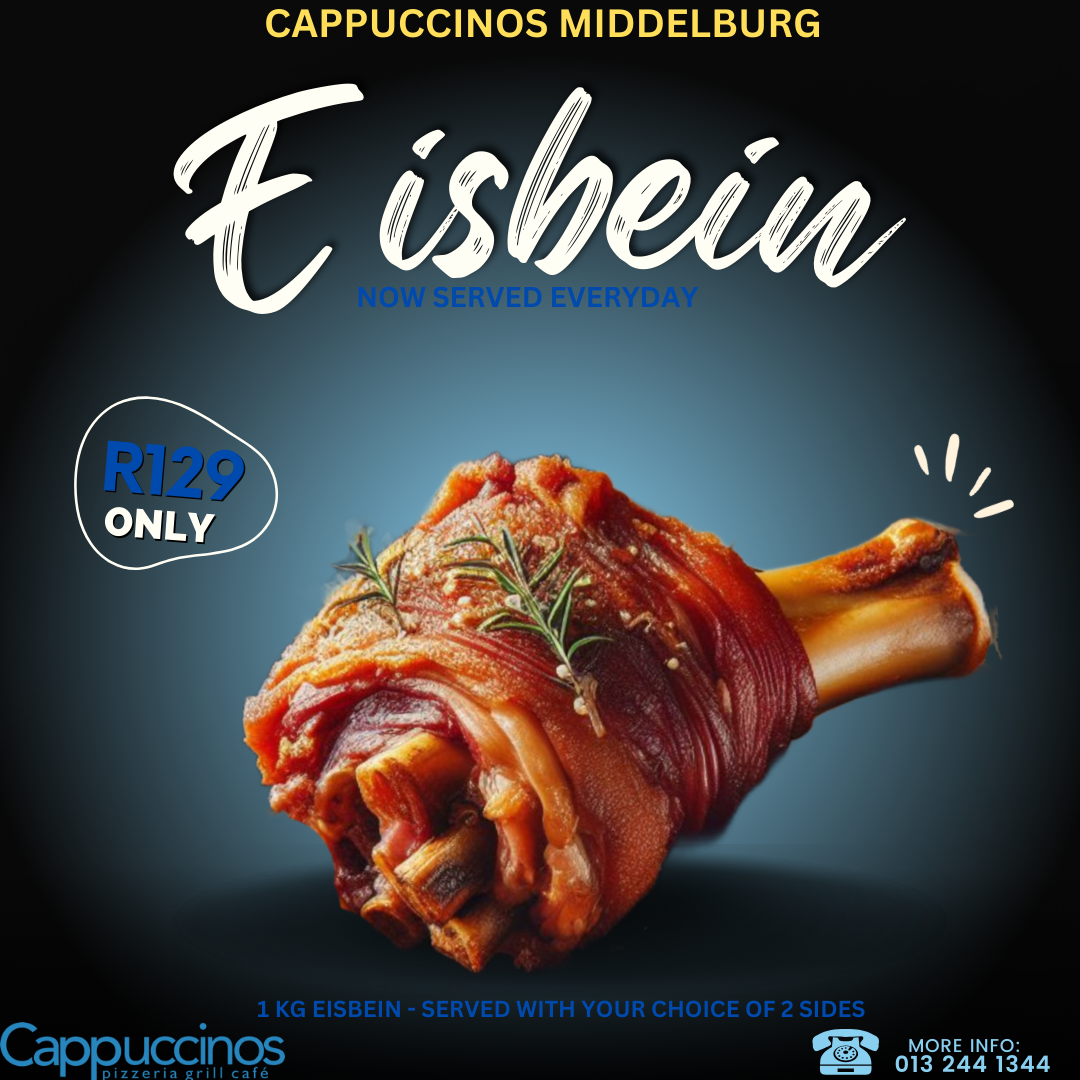 CAPPUCCINOS MIDDELBURG
Eisbein
NOW SERVED EVERYDAY
R129
ONLY
1 KG EISBEIN - SERVED WITH YOUR CHOICE OF 2 SIDES
Cappuccinos
pizzeria grill café
MORE INFO:
013 244 1344